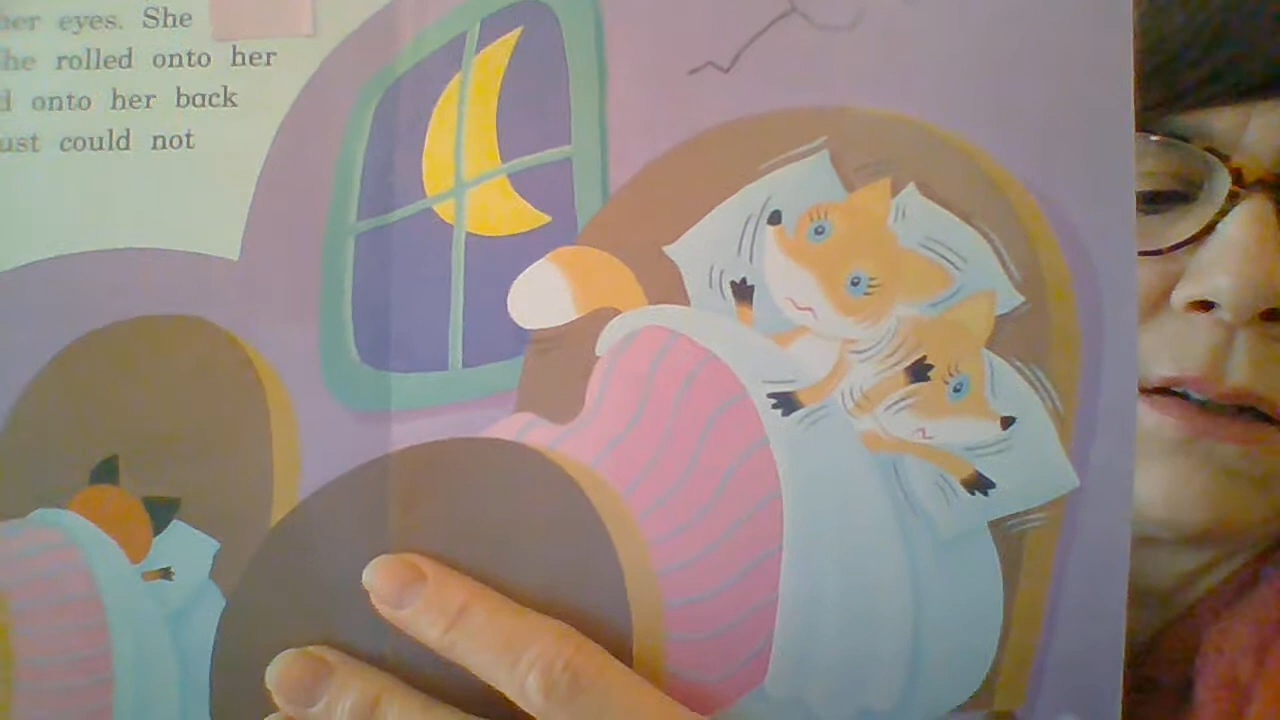 her eyes. She
he rolled onto her
d onto her back
ust could not